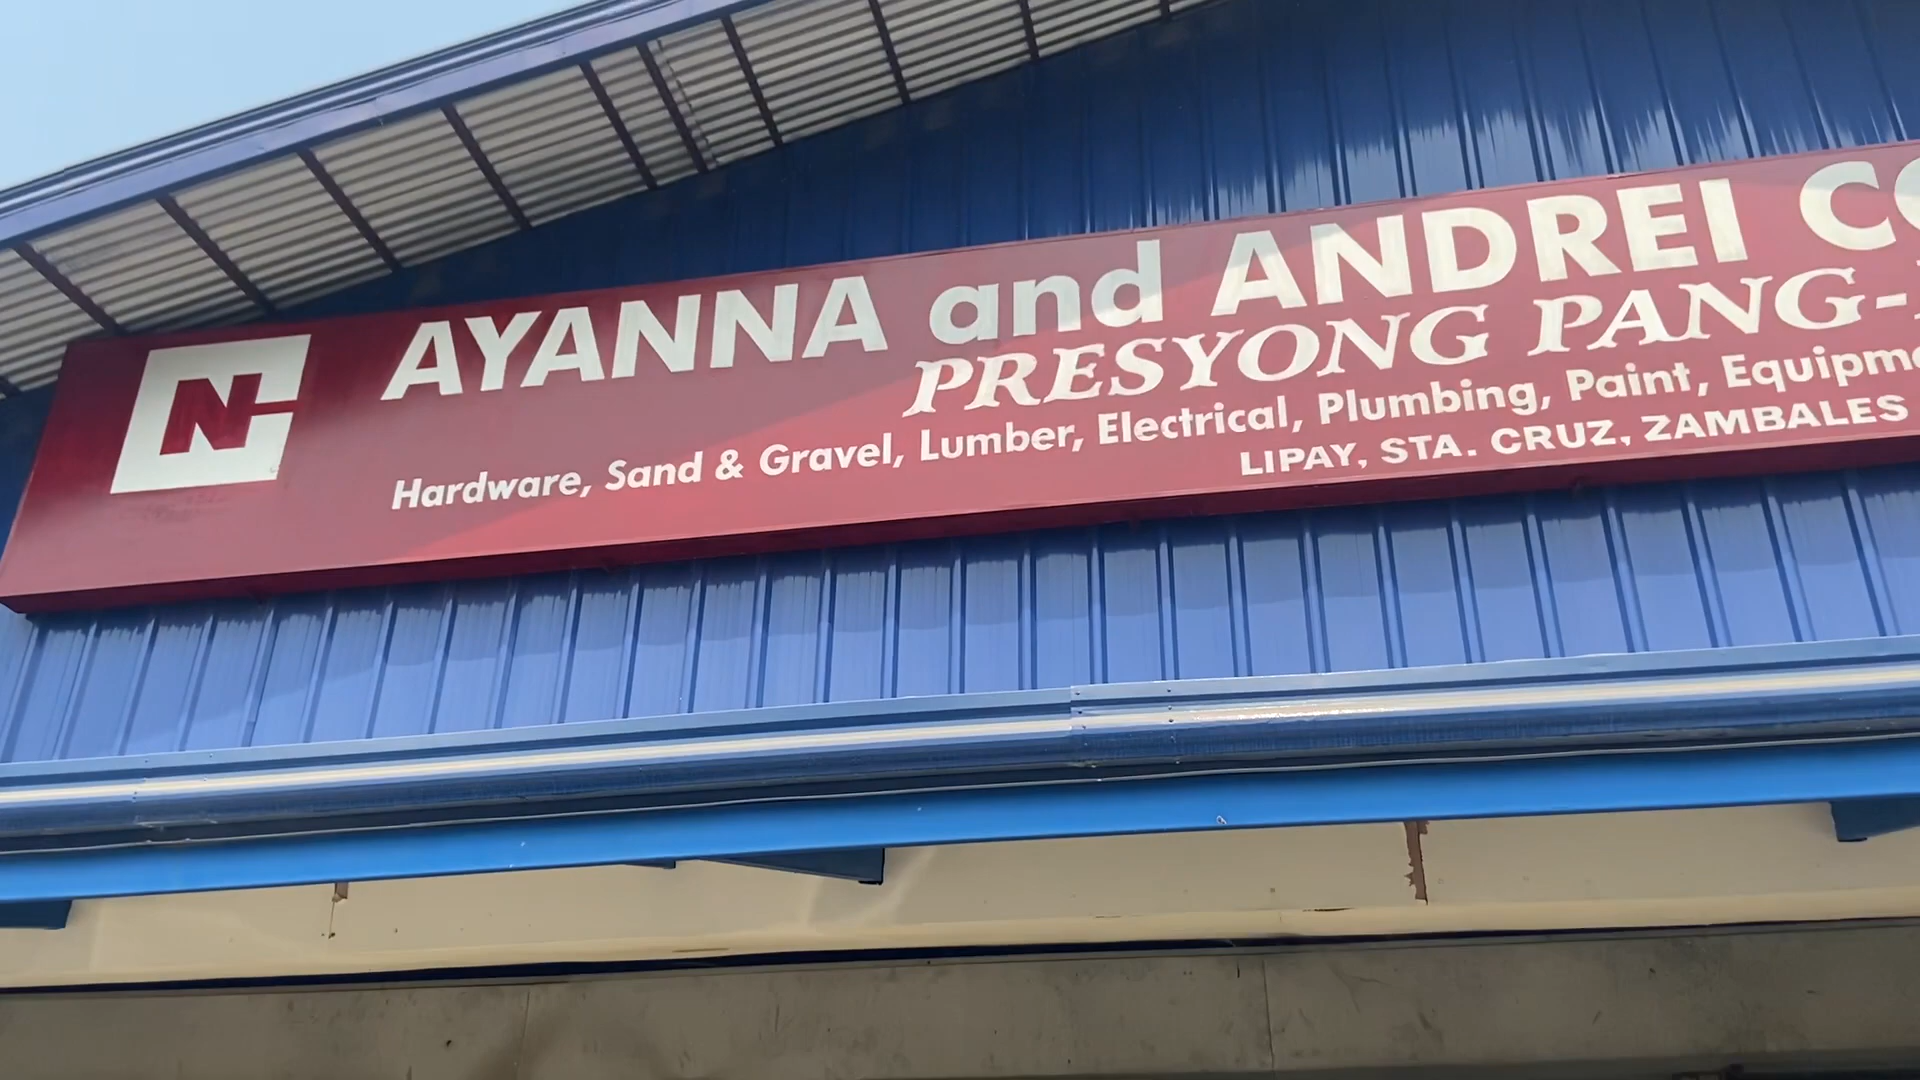 N
AYANNA and ANDREI
PRESYONG PANG-
Hardware, Sand & Gravel, Lumber, Electrical, Plumbing, Paint,
LIPAY, STA. CRUZ, ZAMBALES